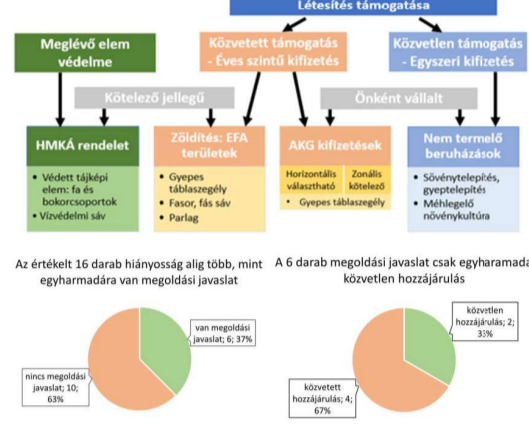 Létesítés támogatása
Meglévő elem
védelme
Közvetett támogatás
- Éves szintű kifizetés
Közvetlen támogatás
- Egyszeri kifizetés
Kötelező jellegű
Önként vállalt
HMKÁ rendelet
• Védett tájképi
elem: fa és
bokorcsoportok
• Vízvédelmi sáv
Zöldítés: EFA
területek
• Gyepes
táblaszegély
• Fasor, fás sáv
• Parlag
AKG kifizetések
Horizontális
választható
Zonális
kötelező
• Gyepes táblaszegély
Nem termelő
beruházások
• Sövénytelepítés,
gyeptelepítés
• Méhlegelő
növénykultúra
Az értékelt 16 darab hiányosság alig több, mint
egyharmadára van megoldási javaslat
van megoldási
javaslat; 6; 37%
nincs megoldási
javaslat; 10;
63%
A 6 darab megoldási javaslat csak egyharamada
közvetlen hozzájárulás
közvetlen
hozzájárulás; 2;
33%
közvetett
hozzájárulás; 4;
67%